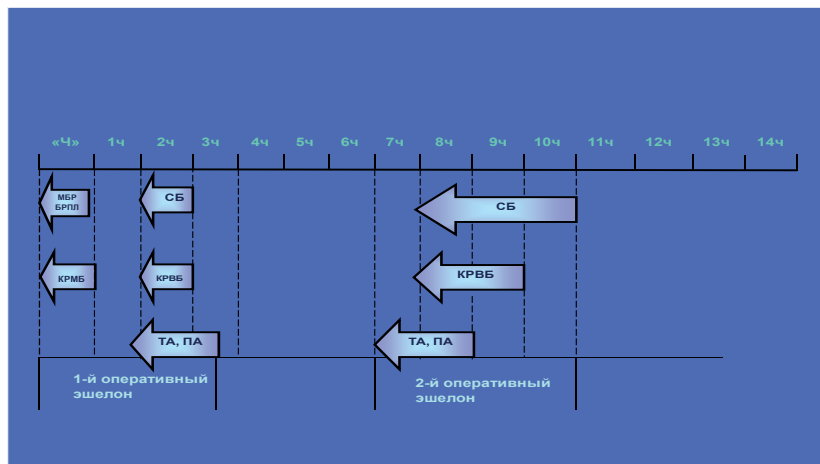 «Ч» 1ч 2ч 3ч 4ч 5ч 6ч 7ч 8ч 9ч 10ч 11ч 12ч 13ч 14ч
МБР
БРПЛ
СБ
СБ
КРМБ
КРВБ
КРВБ
ТА, ПА
ТА, ПА
1-й оперативный
эшелон
2-й оперативный
эшелон